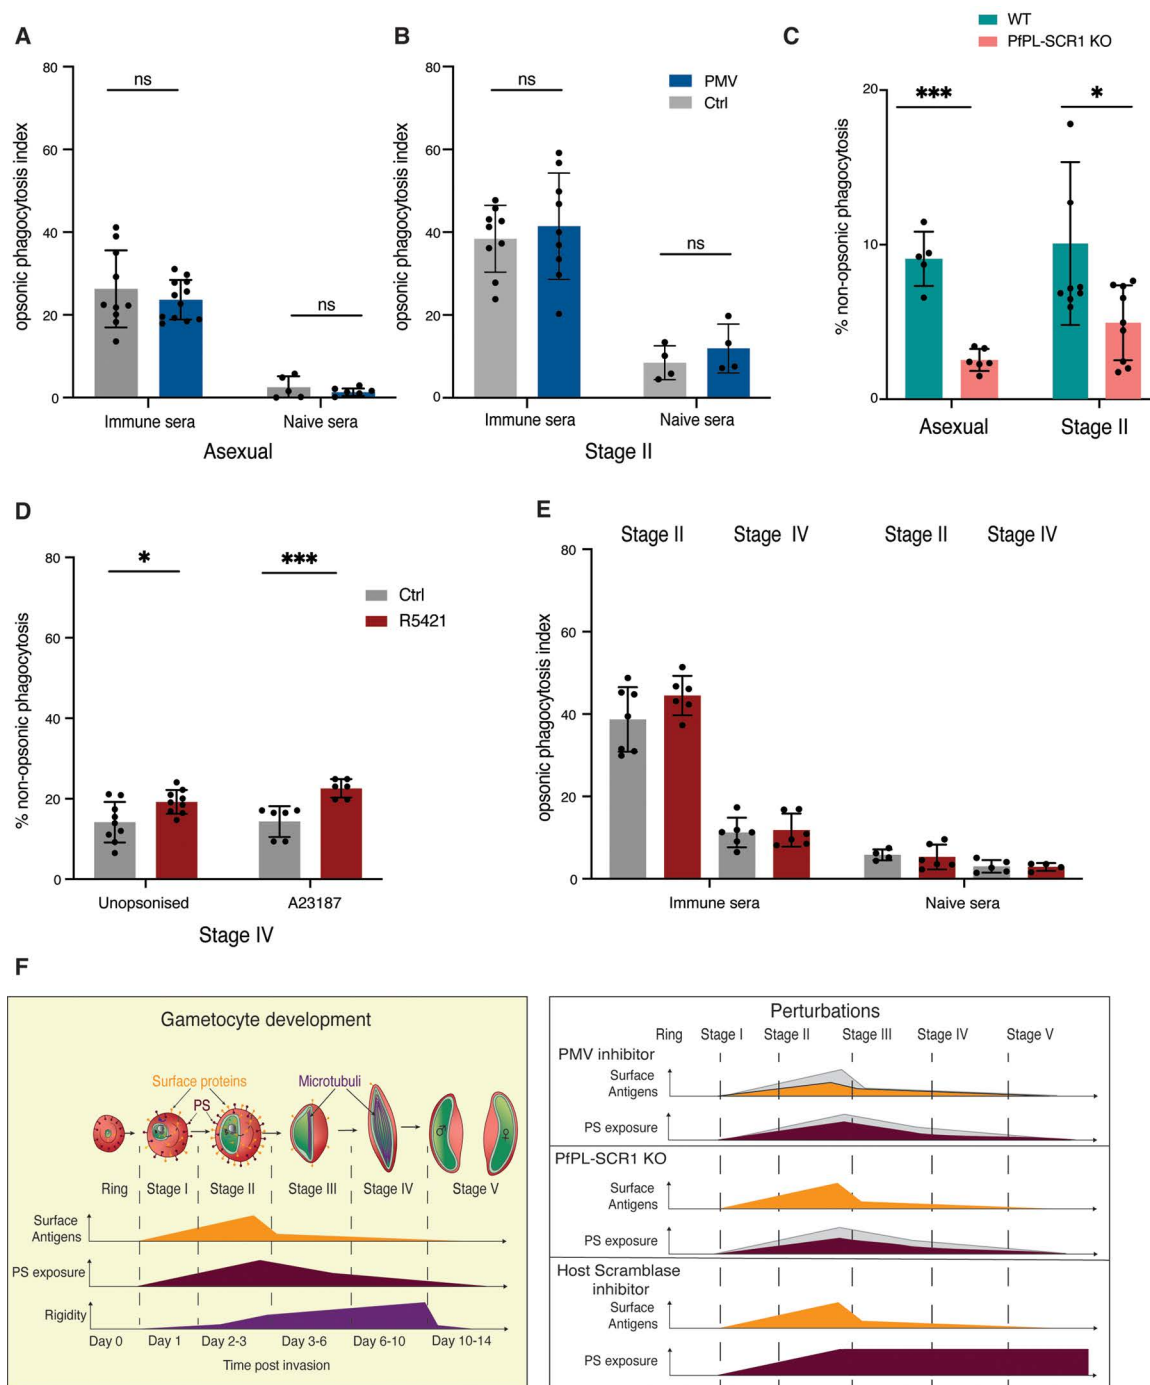 A
opsonic phagocytosis index
80
60
40
20
0
ns
ns
Immune sera
Naive sera
Asexual
B
opsonic phagocytosis index
80
60
40
20
0
ns
ns
PMV
Ctrl
Immune sera
Naive sera
Stage II
C
WT
PfPL-SCR1 KO
% non-opsonic phagocytosis
20
10
0
***
*
Asexual
Stage II
D
% non-opsonic phagocytosis
80
60
40
20
0
*
***
Ctrl
R5421
Unopsonised
A23187
Stage IV
E
Stage II
Stage IV
Stage II
Stage IV
opsonic phagocytosis index
80
60
40
20
0
Immune sera
Naive sera
F
Gametocyte development
Surface proteins
Microtubuli
PS
♂
♀
Ring
Stage I
Stage II
Stage III
Stage IV
Stage V
Surface
Antigens
PS exposure
Rigidity
Day 0
Day 1
Day 2-3
Day 3-6
Day 6-10
Day 10-14
Time post invasion
Perturbations
Ring
Stage I
Stage II
Stage III
Stage IV
Stage V
PMV inhibitor
Surface
Antigens
PS exposure
PfPL-SCR1 KO
Surface
Antigens
PS exposure
Host Scramblase
inhibitor
Surface
Antigens
PS exposure